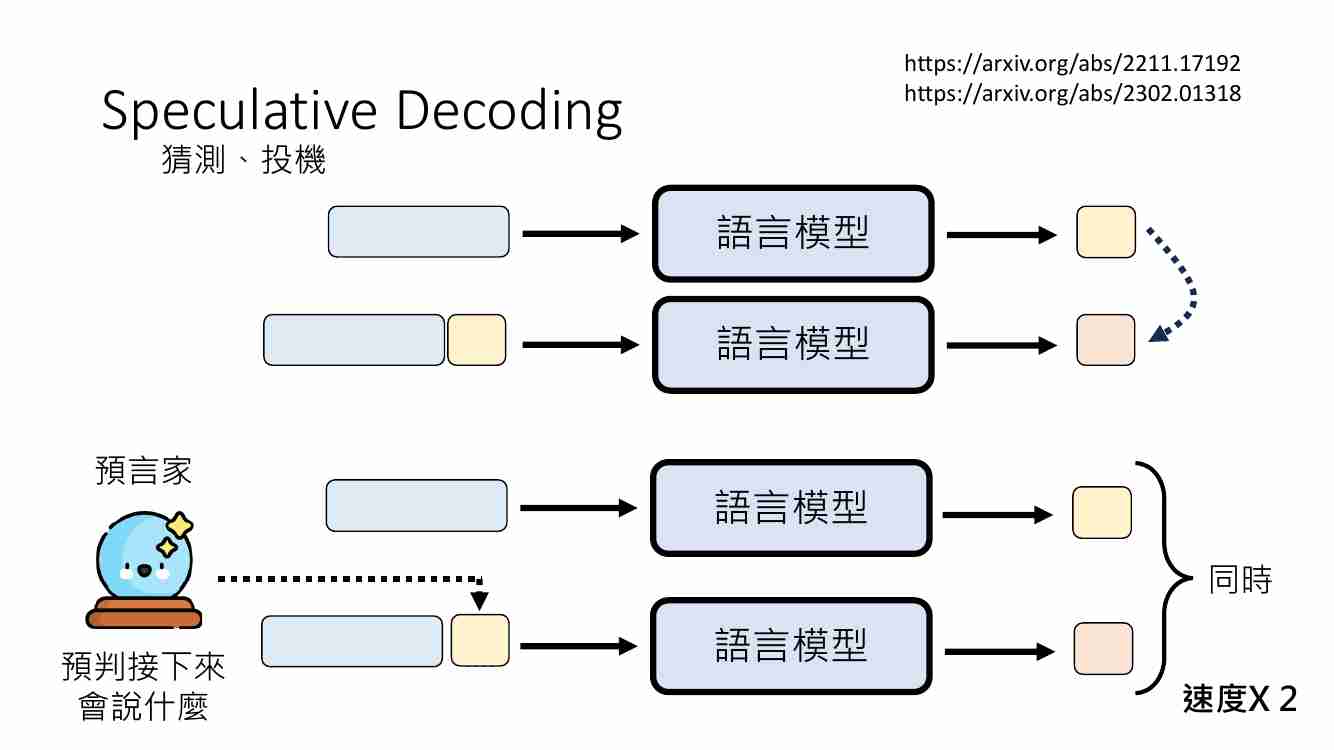 https://arxiv.org/abs/2211.17192
https://arxiv.org/abs/2302.01318
Speculative Decoding
猜測、投機
語言模型
語言模型
預言家
語言模型
同時
語言模型
預判接下來
會說什麼
速度X 2